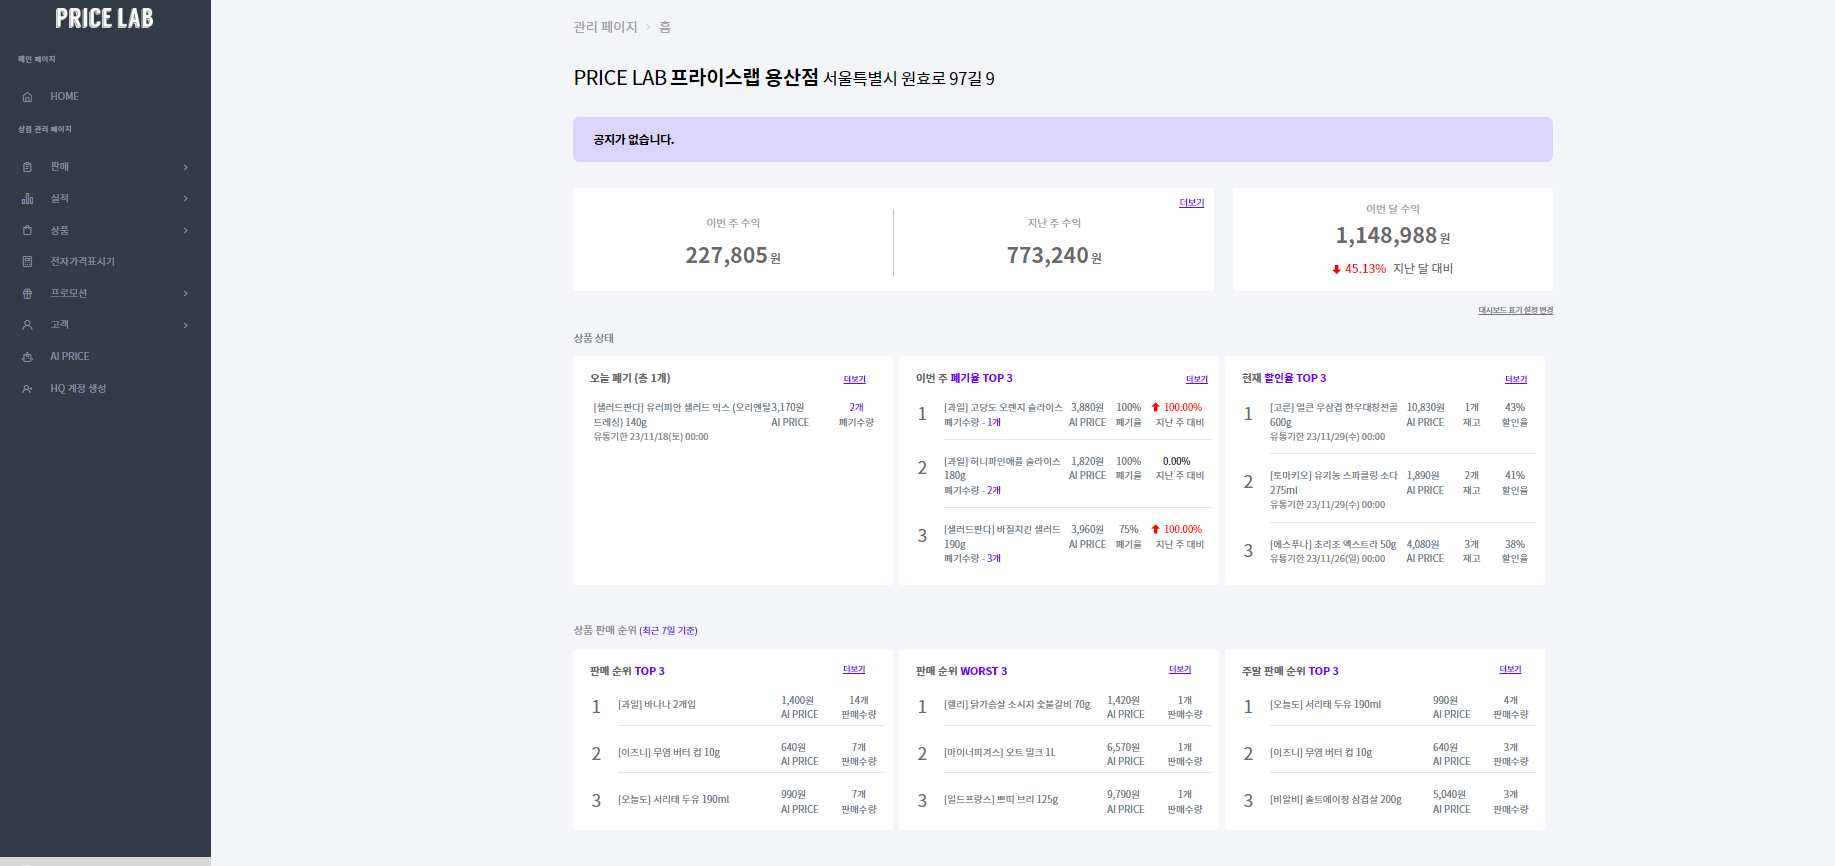 PRICE LAB
메인 페이지
HOME
상점 관리 페이지
판매
실적
상품
전자가격표시기
프로모션
고객
AI PRICE
HQ 계정 생성
관리 페이지 > 홈
PRICE LAB 프라이스랩 용산점 서울특별시 원효로 97길 9
공지가 없습니다.
더보기
이번 주 수익
227,805 원
지난 주 수익
773,240 원
이번 달 수익
1,148,988 원
45.13% 지난 달 대비
대시보드 표기 설정 변경
상품 상태
오늘 폐기 (총 1개) 더보기
[샐러드판다] 유러피안 샐러드 믹스 (오리엔탈 3,170원 2개
드레싱) 140g AI PRICE 폐기수량
유통기한 23/11/18(토) 00:00
이번 주 폐기율 TOP 3 더보기
1 [과일] 고당도 오렌지 슬라이스 3,880원 100% 100.00%
폐기수량 - 1개 AI PRICE 폐기율 지난 주 대비
2 [과일] 허니파인애플 슬라이스 1,820원 100% 0.00%
180g AI PRICE 폐기율 지난 주 대비
폐기수량 - 2개
3 [샐러드판다] 바질치킨 샐러드 3,960원 75% 100.00%
190g AI PRICE 폐기율 지난 주 대비
폐기수량 - 3개
현재 할인율 TOP 3 더보기
1 [고른] 얼큰 우삼겹 한우대창전골 10,830원 1개 43%
600g AI PRICE 재고 할인율
유통기한 23/11/29(수) 00:00
2 [토마키오] 유기농 스파클링 소다 1,890원 2개 41%
275ml AI PRICE 재고 할인율
유통기한 23/11/29(수) 00:00
3 [에스푸나] 초리조 엑스트라 50g 4,080원 3개 38%
유통기한 23/11/26(일) 00:00 AI PRICE 재고 할인율
상품 판매 순위 (최근 7일 기준)
판매 순위 TOP 3 더보기
1 [과일] 바나나 2개입 1,400원 14개
AI PRICE 판매수량
2 [이즈니] 무염 버터 컵 10g 640원 7개
AI PRICE 판매수량
3 [오늘도] 서리태 두유 190ml 990원 7개
AI PRICE 판매수량
판매 순위 WORST 3 더보기
1 [랠리] 닭가슴살 소시지 숯불갈비 70g 1,420원 1개
AI PRICE 판매수량
2 [마이너피겨스] 오트 밀크 1L 6,570원 1개
AI PRICE 판매수량
3 [일드프랑스] 쁘띠 브리 125g 9,790원 1개
AI PRICE 판매수량
주말 판매 순위 TOP 3 더보기
1 [오늘도] 서리태 두유 190ml 990원 4개
AI PRICE 판매수량
2 [이즈니] 무염 버터 컵 10g 640원 3개
AI PRICE 판매수량
3 [비알비] 솔트에이징 삼겹살 200g 5,040원 3개
AI PRICE 판매수량